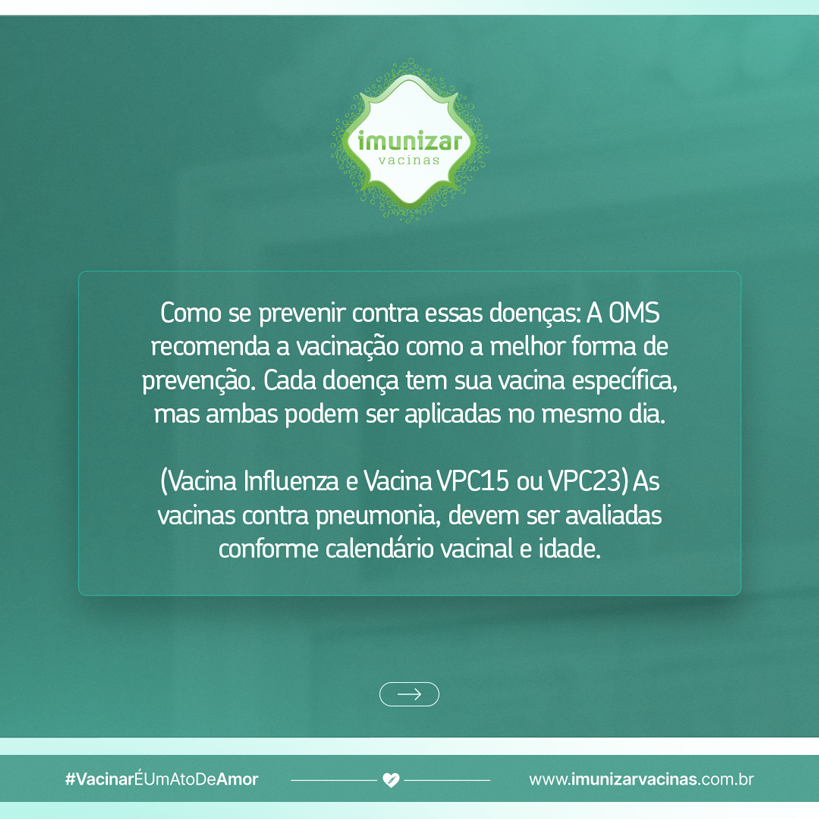 imunizar
vacinas
Como se prevenir contra essas doenças: A OMS
recomenda a vacinação como a melhor forma de
prevenção. Cada doença tem sua vacina específica,
mas ambas podem ser aplicadas no mesmo dia.
(Vacina Influenza e Vacina VPC15 ou VPC23) As
vacinas contra pneumonia, devem ser avaliadas
conforme calendário vacinal e idade.
#VacinarÉUmAtoDeAmor
www.imunizarvacinas.com.br